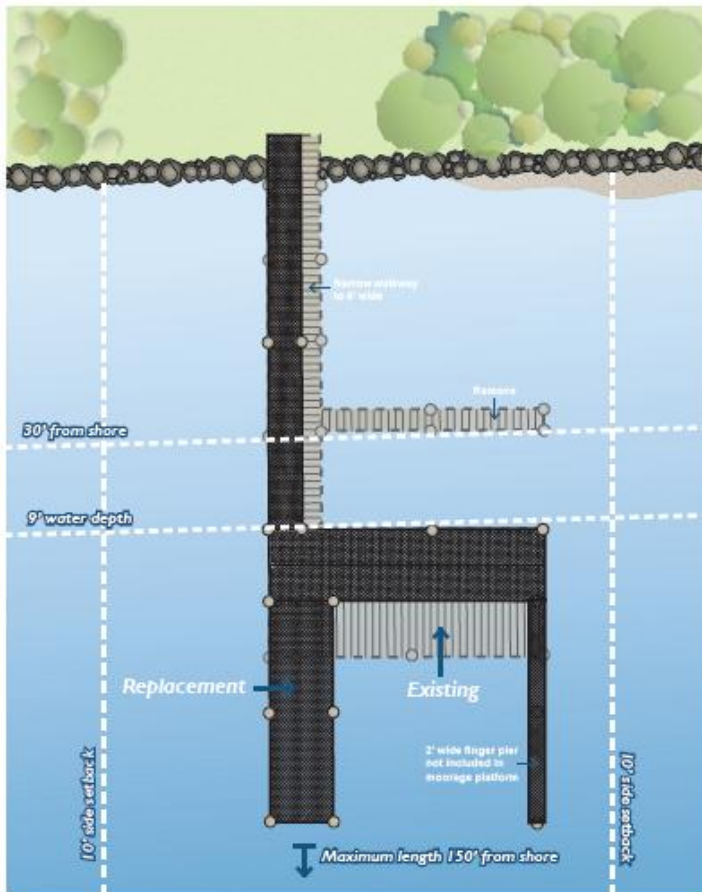 Narrow walkway
to 4' wide
Remove
30' from shore
9' water depth
Replacement
Existing
2' wide finger pier
not included in
moorage platform
10' side setback
10' side setback
Maximum length 150' from shore